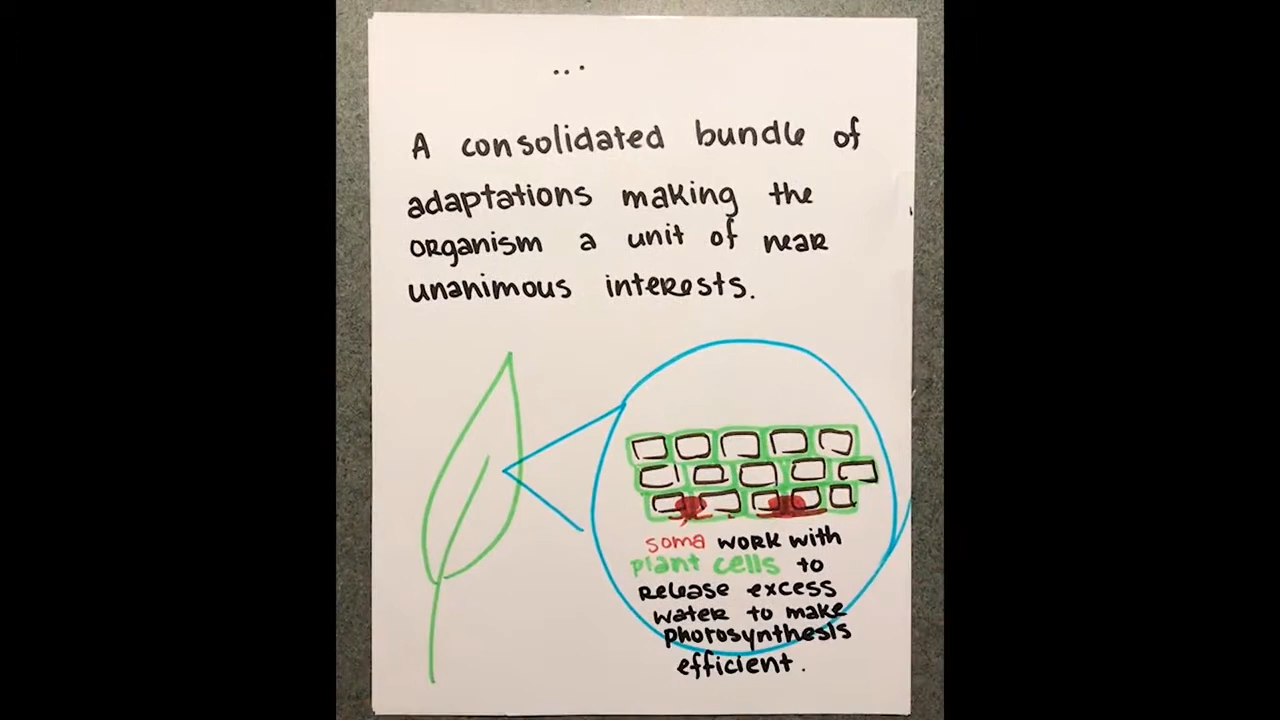 ...
A consolidated bundle of
adaptations making the
organism a unit of near
unanimous interests.
soma work with
plant cells to
release excess
water to make
photosynthesis
efficient.